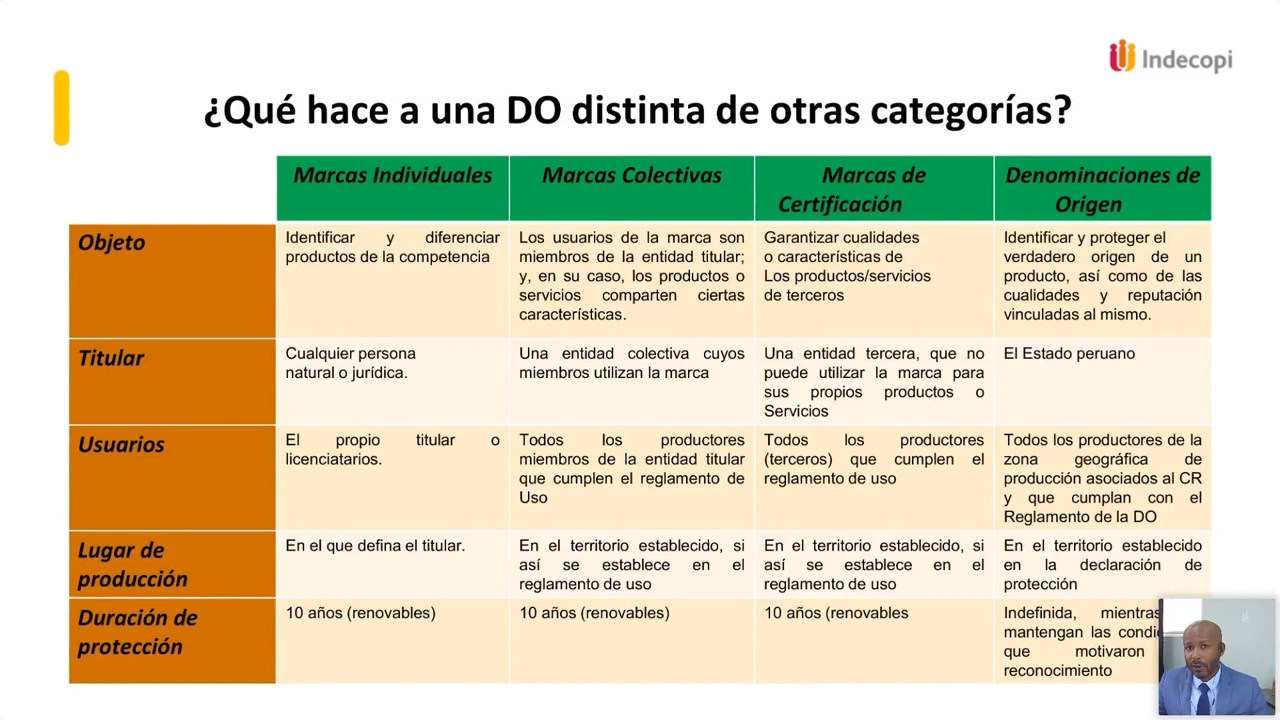 Indecopi
¿Qué hace a una DO distinta de otras categorías?
Marcas Individuales
Marcas Colectivas
Marcas de
Certificación
Denominaciones de
Origen
Objeto
Identificar y diferenciar
productos de la competencia
Los usuarios de la marca son
miembros de la entidad titular;
y, en su caso, los productos o
servicios comparten ciertas
características.
Garantizar cualidades
o características de
Los productos/servicios
de terceros
Identificar y proteger el
verdadero origen de un
producto, así como de las
cualidades y reputación
vinculadas al mismo.
Titular
Cualquier persona
natural o jurídica.
Una entidad colectiva cuyos
miembros utilizan la marca
Una entidad tercera, que no
puede utilizar la marca para
sus propios productos o
Servicios
El Estado peruano
Usuarios
El propio titular o
licenciatarios.
Todos los productores
miembros de la entidad titular
que cumplen el reglamento de
Uso
Todos los productores
(terceros) que cumplen el
reglamento de uso
Todos los productores de la
zona geográfica de
producción asociados al CR
y que cumplan con el
Reglamento de la DO
Lugar de
producción
En el que defina el titular.
En el territorio establecido, si
así se establece en el
reglamento de uso
En el territorio establecido, si
así se establece en el
reglamento de uso
En el territorio establecido
en la declaración de
protección
Duración de
protección
10 años (renovables)
10 años (renovables)
10 años (renovables
Indefinida, mientras
mantengan las
que motivaron
reconocimiento